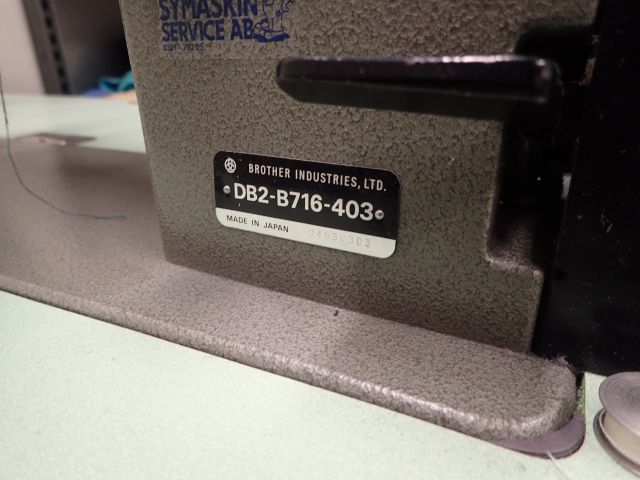 SYMASKIN
SERVICE AB
BROTHER INDUSTRIES, LTD.
DB2-B716-403
MADE IN JAPAN